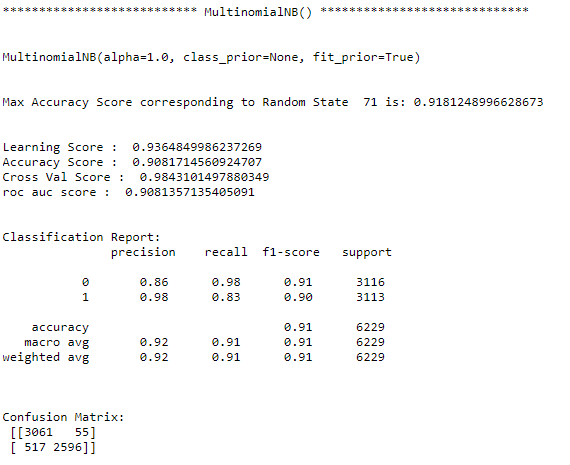 *************************** MultinomialNB() *****************************
MultinomialNB(alpha=1.0, class_prior=None, fit_prior=True)
Max Accuracy Score corresponding to Random State  71 is: 0.9181248996628673
Learning Score :  0.9364849986237269
Accuracy Score :  0.9081714560924707
Cross Val Score :  0.9843101497880349
roc auc score :  0.9081357135405091
Classification Report:
              precision    recall  f1-score   support
           0       0.86      0.98      0.91      3116
           1       0.98      0.83      0.90      3113
    accuracy                           0.91      6229
   macro avg       0.92      0.91      0.91      6229
weighted avg       0.92      0.91      0.91      6229
Confusion Matrix:
 [[3061   55]
 [ 517 2596]]